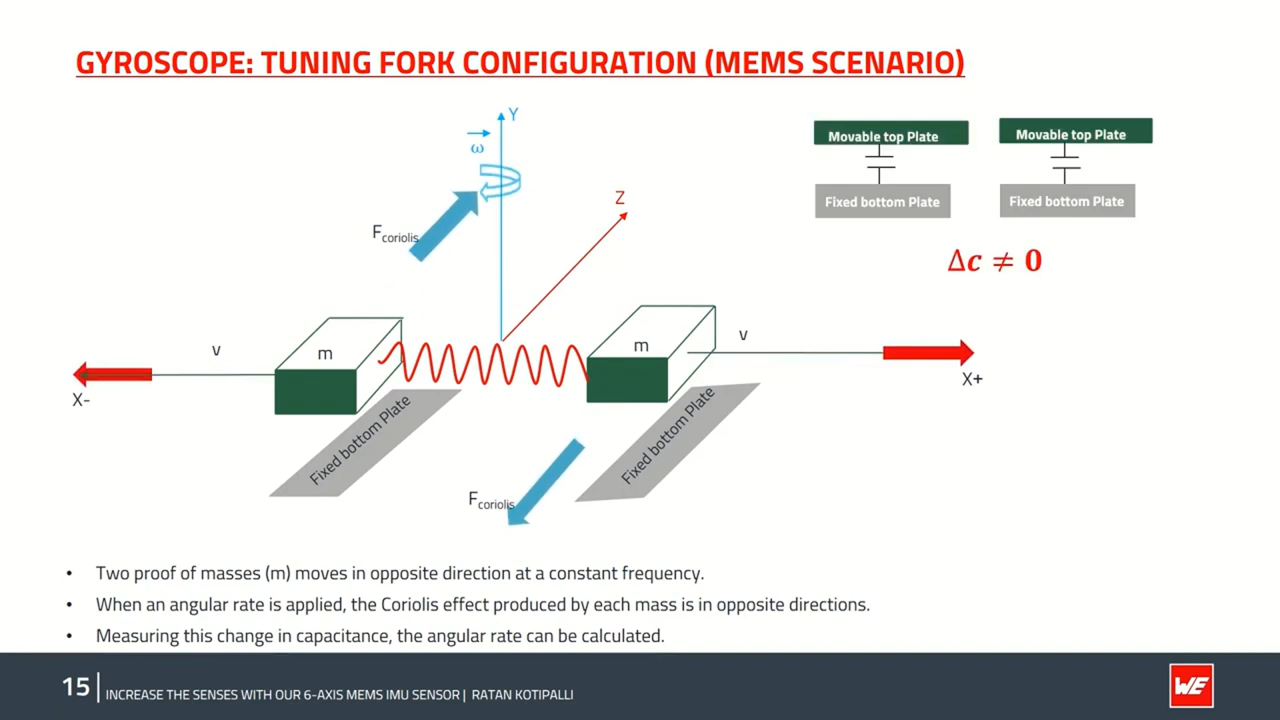 GYROSCOPE: TUNING FORK CONFIGURATION (MEMS SCENARIO)
Y
ω
Z
F coriolis
Movable top Plate
Movable top Plate
Fixed bottom Plate
Fixed bottom Plate
Δc ≠ 0
v
m
m
v
X-
X+
Fixed bottom Plate
Fixed bottom Plate
F coriolis
• Two proof of masses (m) moves in opposite direction at a constant frequency.
• When an angular rate is applied, the Coriolis effect produced by each mass is in opposite directions.
• Measuring this change in capacitance, the angular rate can be calculated.
15 | INCREASE THE SENSES WITH OUR 6-AXIS MEMS IMU SENSOR | RATAN KOTIPALLI
WE